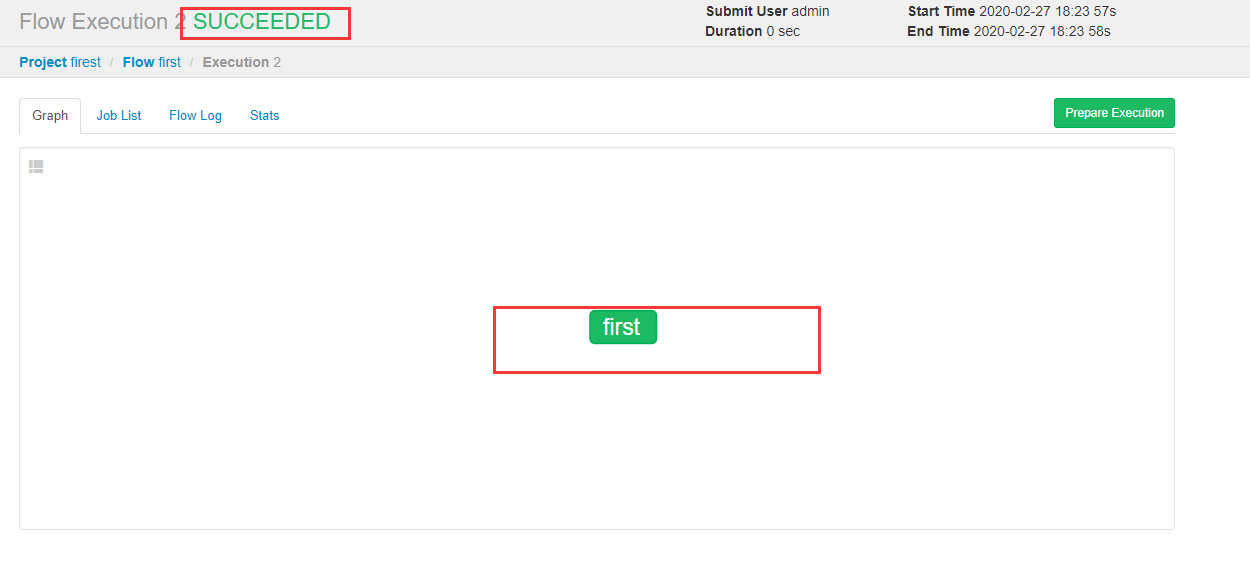 Flow Execution 2 SUCCEEDED
Submit User admin
Duration 0 sec
Start Time 2020-02-27 18:23 57s
End Time 2020-02-27 18:23 58s
Project firest / Flow first / Execution 2
Graph Job List Flow Log Stats Prepare Execution
first